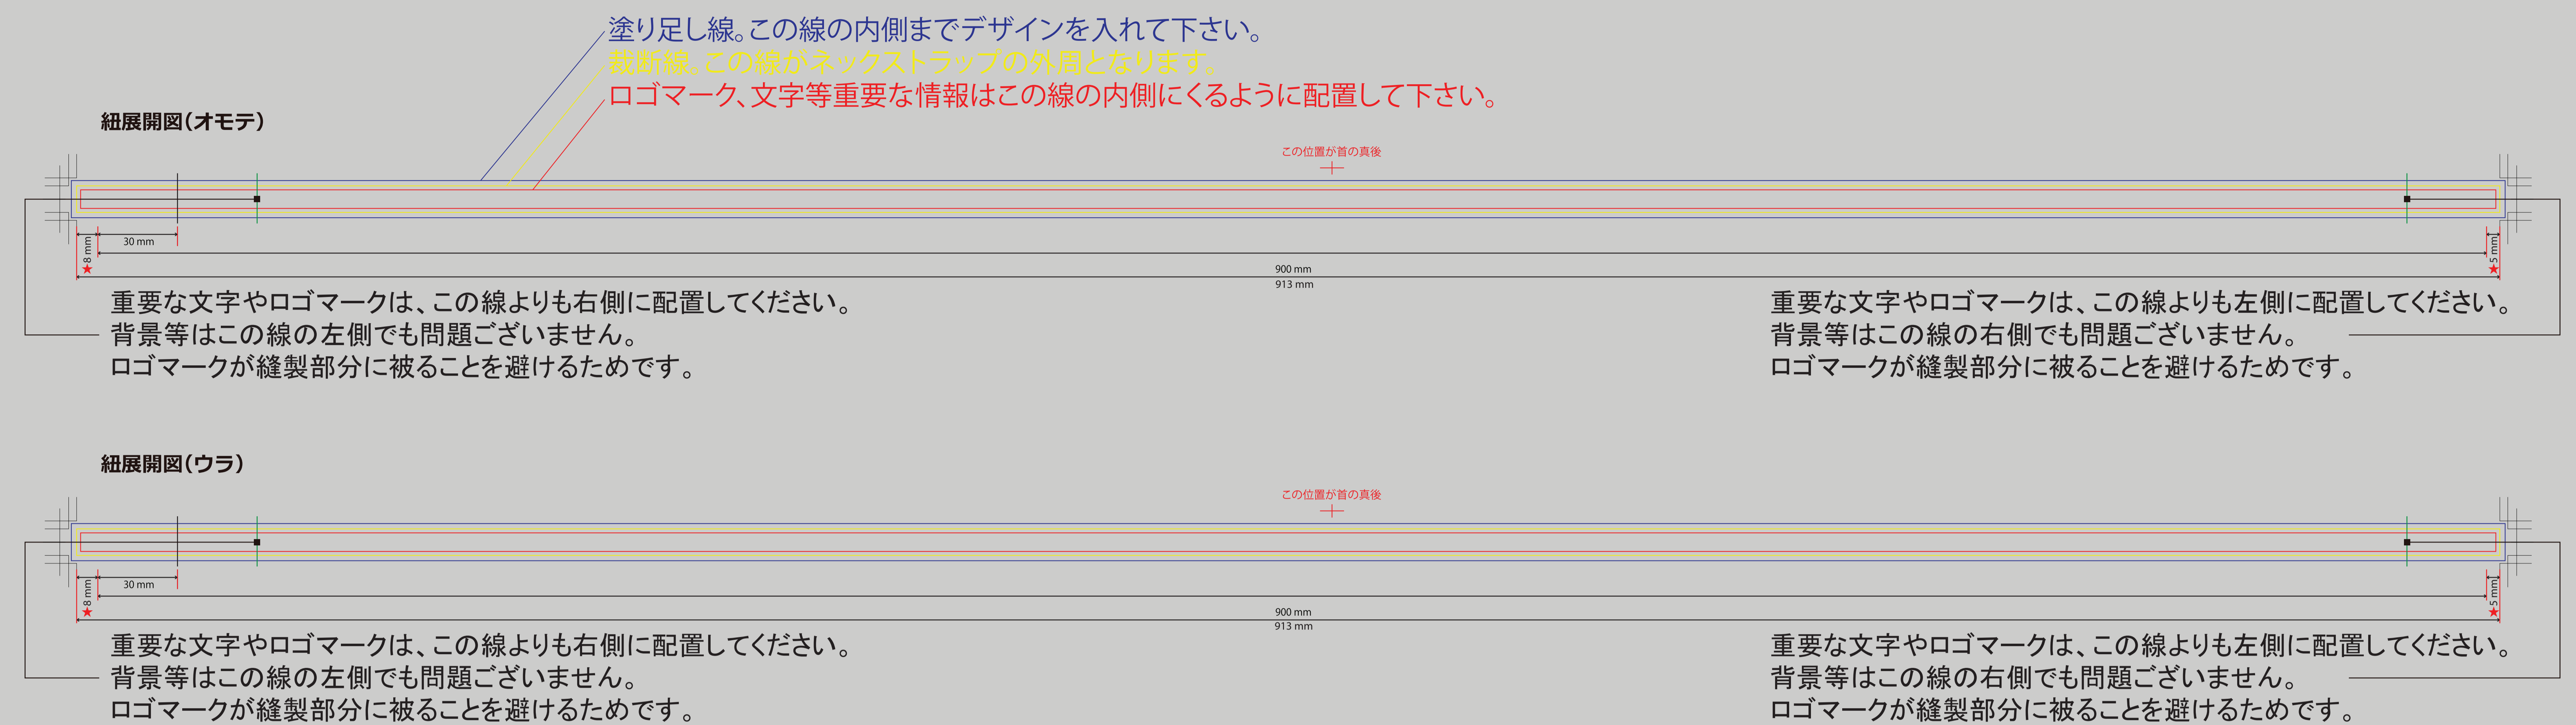 塗り足し線。この線の内側までデザインを入れて下さい。
裁断線。この線がネックストラップの外周となります。
ロゴマーク、文字等重要な情報はこの線の内側にくるように配置して下さい。
紐展開図(オモテ)
この位置が首の真後
30 mm
★8 mm
★5 mm
900 mm
913 mm
重要な文字やロゴマークは、この線よりも右側に配置してください。
背景等はこの線の左側でも問題ございません。
ロゴマークが縫製部分に被ることを避けるためです。
重要な文字やロゴマークは、この線よりも左側に配置してください。
背景等はこの線の右側でも問題ございません。
ロゴマークが縫製部分に被ることを避けるためです。
紐展開図(ウラ)
この位置が首の真後
30 mm
★8 mm
★5 mm
900 mm
913 mm
重要な文字やロゴマークは、この線よりも右側に配置してください。
背景等はこの線の左側でも問題ございません。
ロゴマークが縫製部分に被ることを避けるためです。
重要な文字やロゴマークは、この線よりも左側に配置してください。
背景等はこの線の右側でも問題ございません。
ロゴマークが縫製部分に被ることを避けるためです。